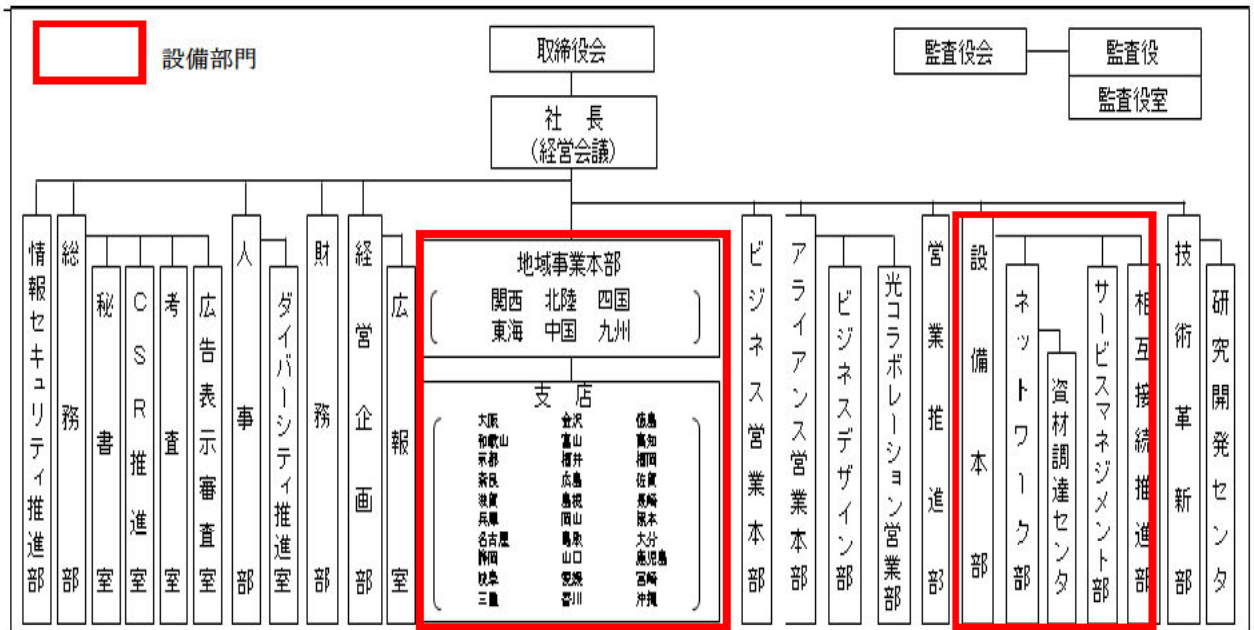 設備部門
取締役会
監査役会
監査役
監査役室
社　長
（経営会議）
情報セキュリティ推進部
総務部
秘書室
CSR推進室
考査室
広告表示審査室
人事部
ダイバーシティ推進室
財務部
経営企画部
広報室
地域事業本部
関西　北陸　四国
東海　中国　九州
支　店
大阪　金沢　徳島
和歌山　富山　高知
京都　福井　福岡
奈良　広島　佐賀
滋賀　島根　長崎
兵庫　岡山　熊本
名古屋　鳥取　大分
静岡　山口　鹿児島
岐阜　愛媛　宮崎
三重　香川　沖縄
ビジネス営業本部
アライアンス営業本部
ビジネスデザイン部
光コラボレーション営業部
営業推進部
設備本部
ネットワーク部
資材調達センタ
サービスマネジメント部
相互接続推進部
技術革新部
研究開発センタ